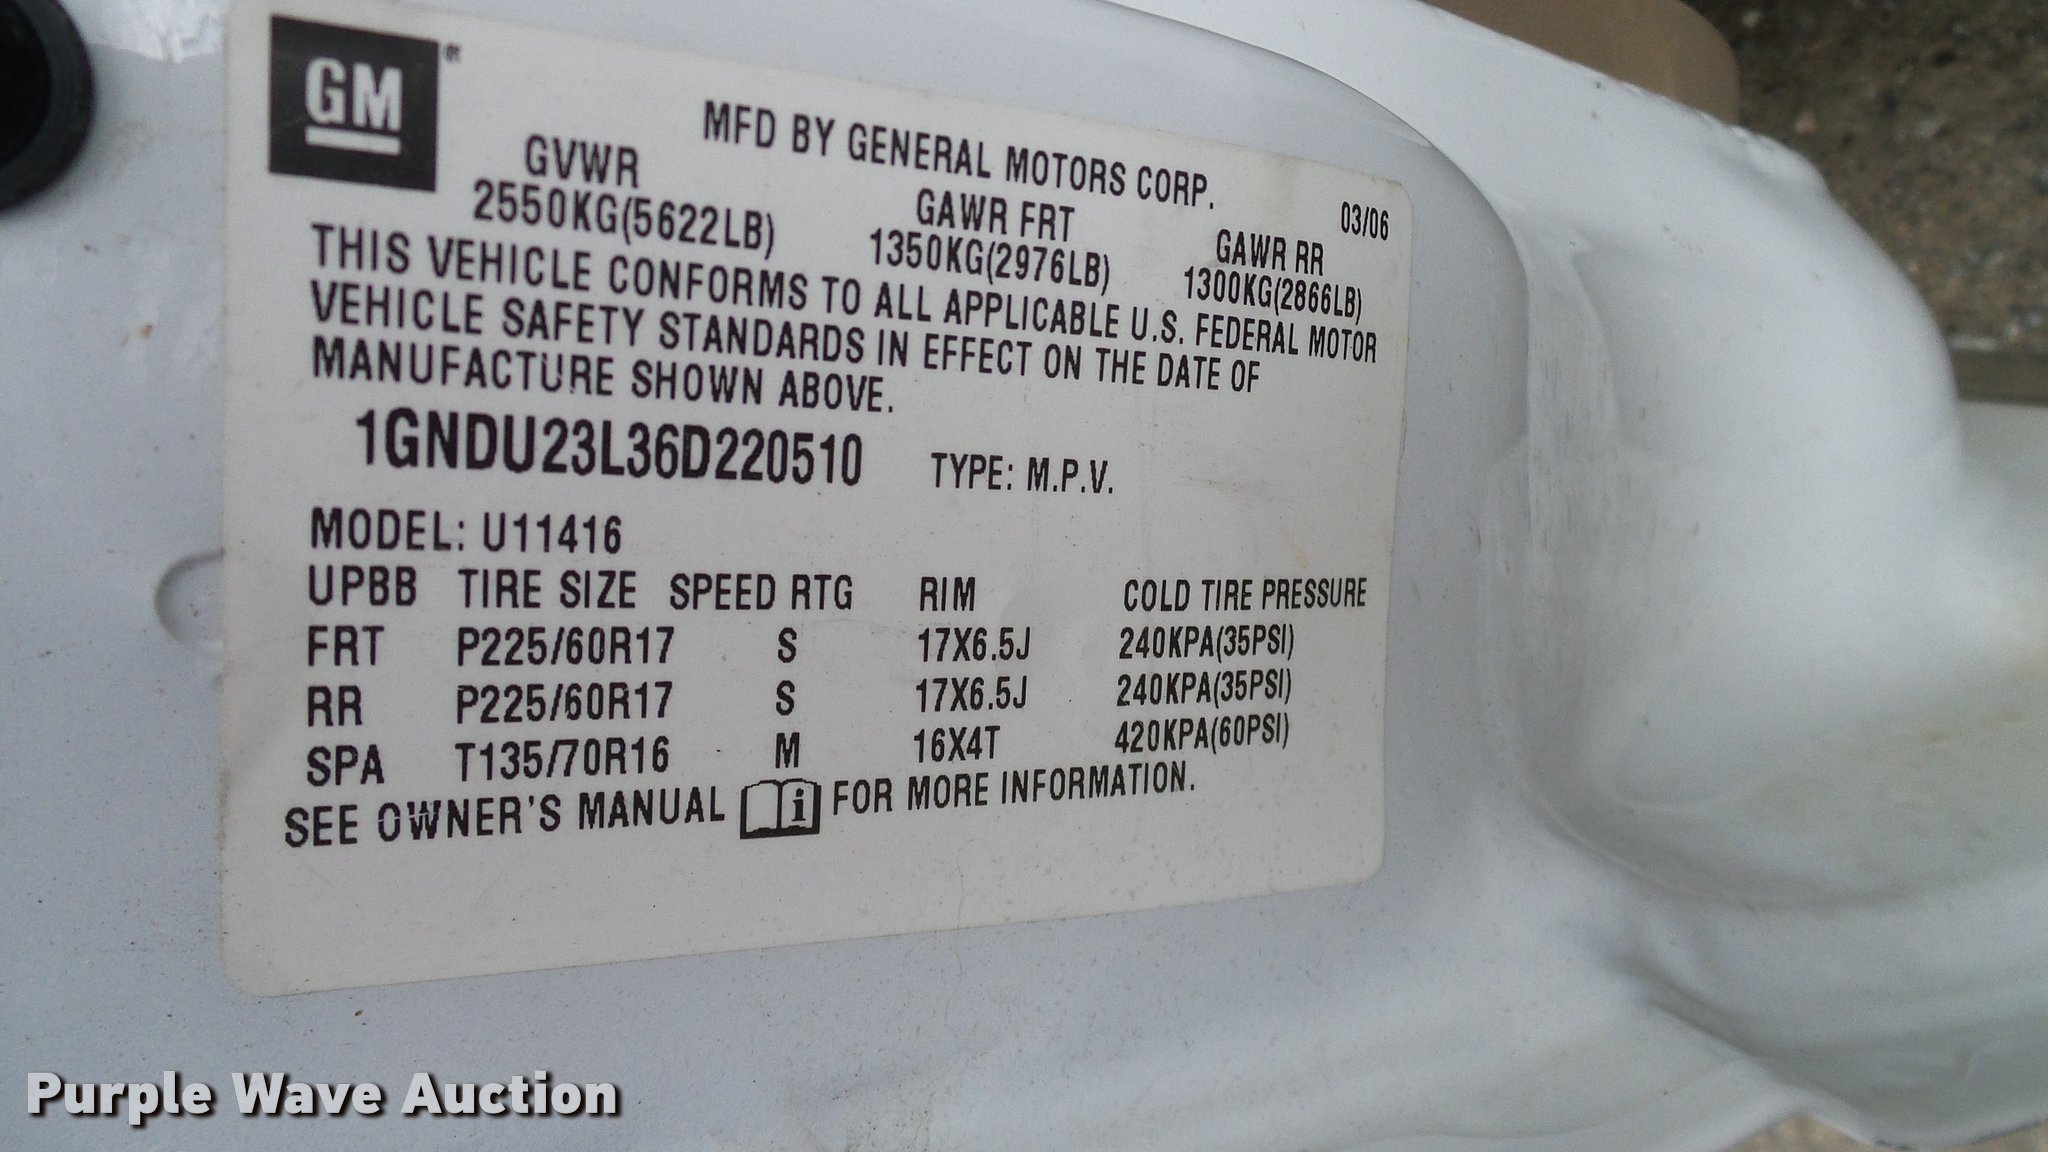 GM®
MFD BY GENERAL MOTORS CORP.
03/06
GVWR GAWR FRT GAWR RR
2550KG(5622LB) 1350KG(2976LB) 1300KG(2866LB)
THIS VEHICLE CONFORMS TO ALL APPLICABLE U.S. FEDERAL MOTOR
VEHICLE SAFETY STANDARDS IN EFFECT ON THE DATE OF
MANUFACTURE SHOWN ABOVE.
1GNDU23L36D220510 TYPE: M.P.V.
MODEL: U11416
UPBB TIRE SIZE SPEED RTG RIM COLD TIRE PRESSURE
FRT P225/60R17 S 17X6.5J 240KPA(35PSI)
RR P225/60R17 S 17X6.5J 240KPA(35PSI)
SPA T135/70R16 M 16X4T 420KPA(60PSI)
SEE OWNER'S MANUAL i FOR MORE INFORMATION.
Purple Wave Auction